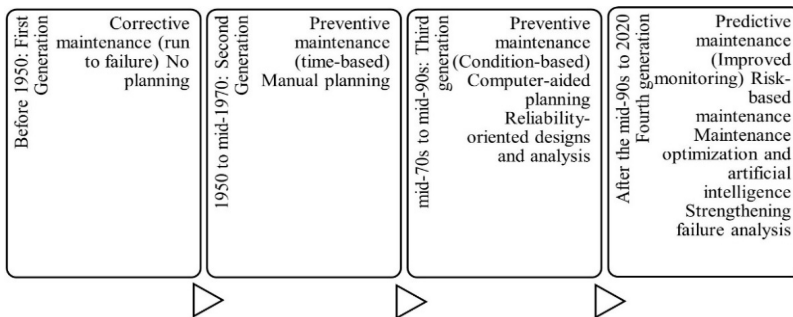 Before 1950: First
Generation
Corrective
maintenance (run
to failure) No
planning
1950 to mid-1970: Second
Generation
Preventive
maintenance
(time-based)
Manual planning
mid-70s to mid-90s: Third
generation
Preventive
maintenance
(Condition-based)
Computer-aided
planning
Reliability-
oriented designs
and analysis
After the mid-90s to 2020
Fourth generation
Predictive
maintenance
(Improved
monitoring) Risk-
based
maintenance
Maintenance
optimization and
artificial
intelligence
Strengthening
failure analysis